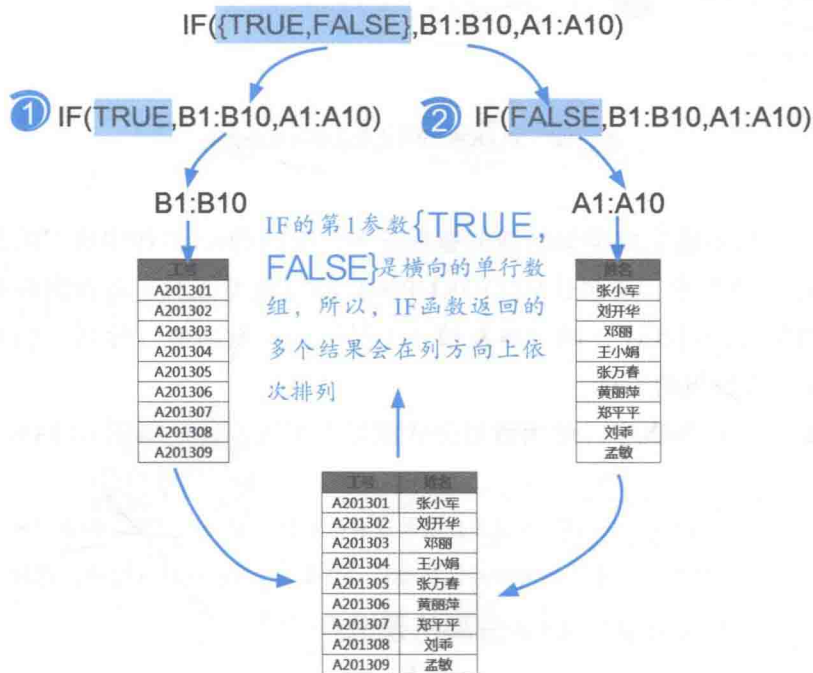 IF({TRUE,FALSE},B1:B10,A1:A10)
1 IF(TRUE,B1:B10,A1:A10)
2 IF(FALSE,B1:B10,A1:A10)
B1:B10
A1:A10
IF的第1参数{TRUE,
FALSE}是横向的单行数
组,所以,IF函数返回的
多个结果会在列方向上依
次排列
工号
A201301
A201302
A201303
A201304
A201305
A201306
A201307
A201308
A201309
姓名
张小军
刘开华
邓丽
王小娟
张万春
黄丽萍
郑平平
刘乖
孟敏
工号 姓名
A201301 张小军
A201302 刘开华
A201303 邓丽
A201304 王小娟
A201305 张万春
A201306 黄丽萍
A201307 郑平平
A201308 刘乖
A201309 孟敏